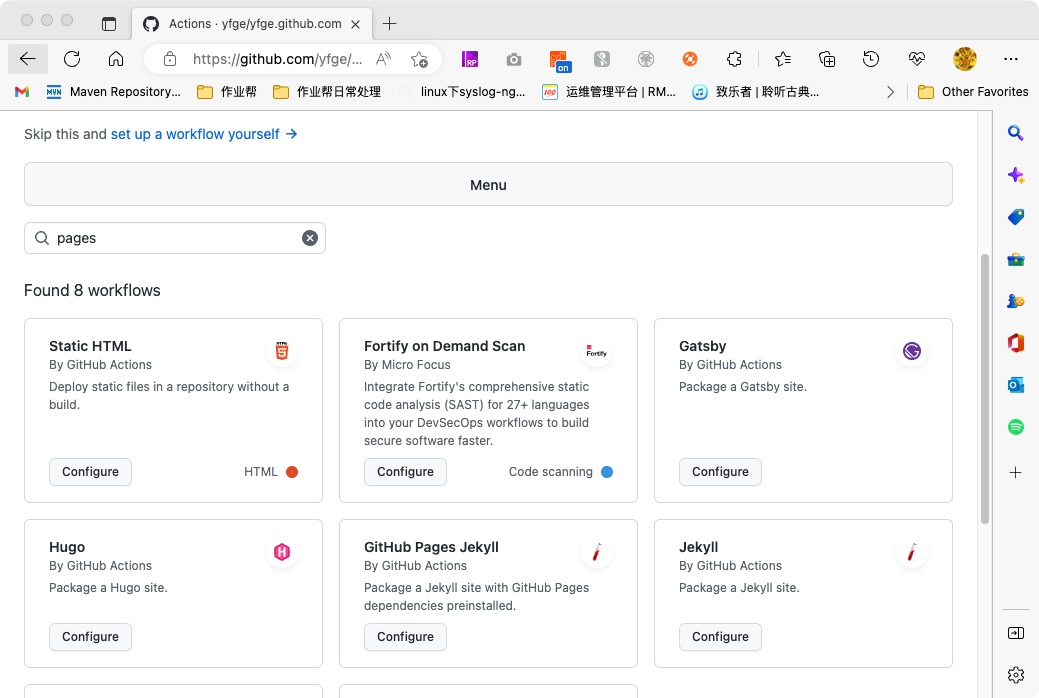 Actions · yfge/yfge.github.com
https://github.com/yfge/...
A
RP
on
Maven Repository...
作业帮
作业帮日常处理
linux下syslog-ng...
运维管理平台 | RM...
致乐者 | 聆听古典...
Other Favorites
Skip this and set up a workflow yourself →
Menu
pages
Found 8 workflows
Static HTML
By GitHub Actions
Deploy static files in a repository without a
build.
Configure
HTML
Fortify on Demand Scan
By Micro Focus
Fortify
Integrate Fortify's comprehensive static
code analysis (SAST) for 27+ languages
into your DevSecOps workflows to build
secure software faster.
Configure
Code scanning
Gatsby
By GitHub Actions
Package a Gatsby site.
Configure
Hugo
By GitHub Actions
Package a Hugo site.
Configure
GitHub Pages Jekyll
By GitHub Actions
Package a Jekyll site with GitHub Pages
dependencies preinstalled.
Configure
Jekyll
By GitHub Actions
Package a Jekyll site.
Configure